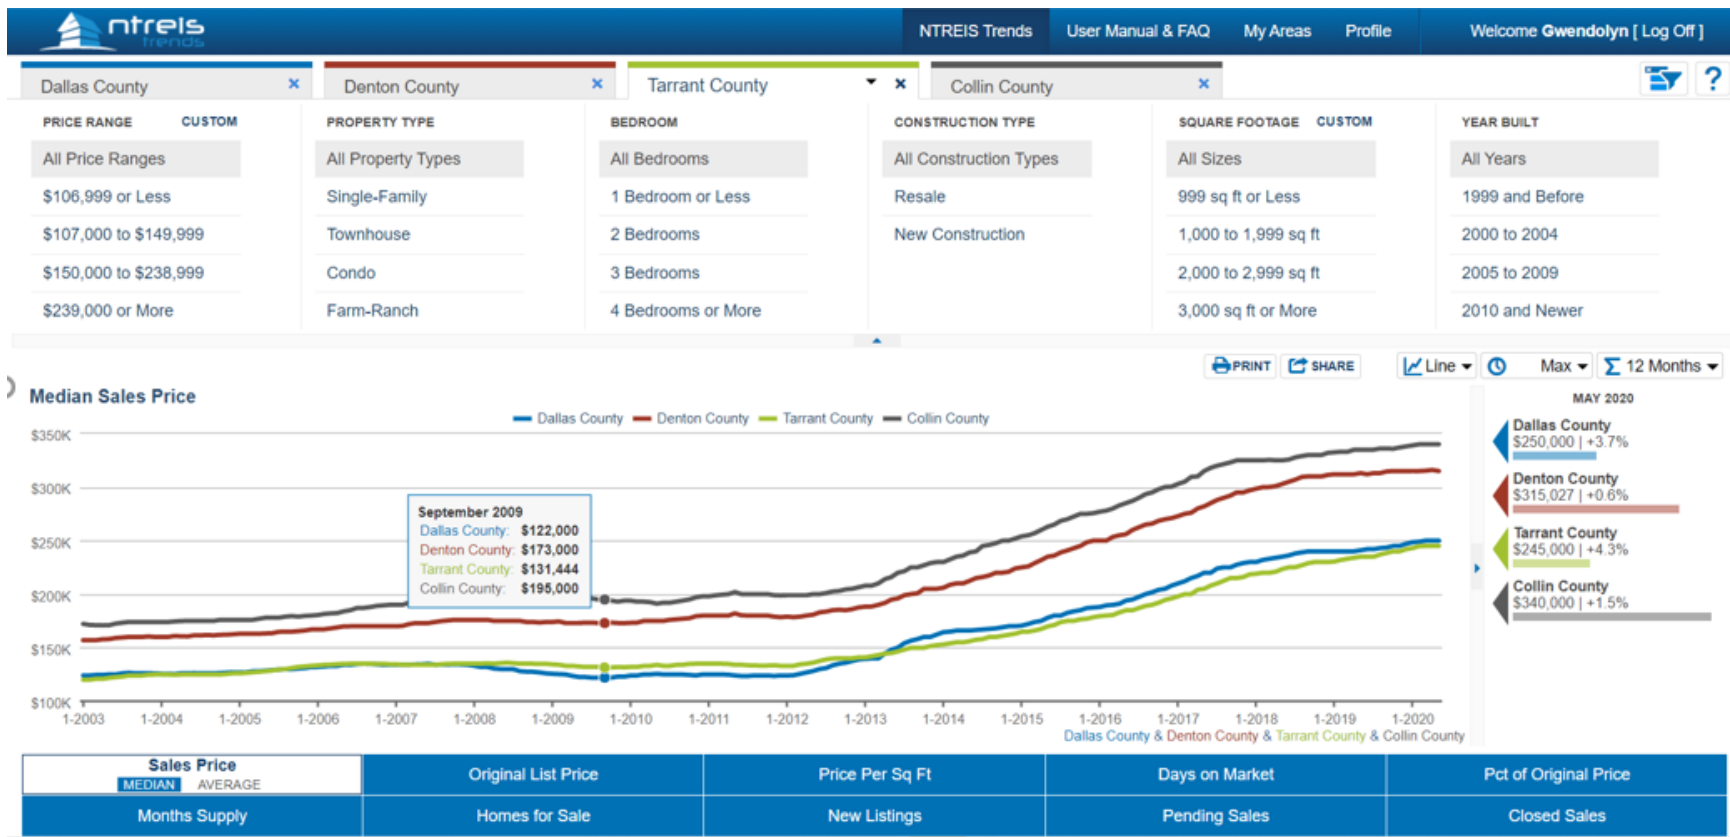 ntreis
trends
NTREIS Trends
User Manual & FAQ
My Areas
Profile
Welcome Gwendolyn [ Log Off ]
Dallas County ×
Denton County ×
Tarrant County ×
Collin County ×
?
PRICE RANGE CUSTOM
All Price Ranges
$106,999 or Less
$107,000 to $149,999
$150,000 to $238,999
$239,000 or More
PROPERTY TYPE
All Property Types
Single-Family
Townhouse
Condo
Farm-Ranch
BEDROOM
All Bedrooms
1 Bedroom or Less
2 Bedrooms
3 Bedrooms
4 Bedrooms or More
CONSTRUCTION TYPE
All Construction Types
Resale
New Construction
SQUARE FOOTAGE CUSTOM
All Sizes
999 sq ft or Less
1,000 to 1,999 sq ft
2,000 to 2,999 sq ft
3,000 sq ft or More
YEAR BUILT
All Years
1999 and Before
2000 to 2004
2005 to 2009
2010 and Newer
PRINT
SHARE
Line
Max
Σ 12 Months
Median Sales Price
Dallas County
Denton County
Tarrant County
Collin County
$350K
$300K
$250K
$200K
$150K
$100K
September 2009
Dallas County: $122,000
Denton County: $173,000
Tarrant County: $131,444
Collin County: $195,000
1-2003
1-2004
1-2005
1-2006
1-2007
1-2008
1-2009
1-2010
1-2011
1-2012
1-2013
1-2014
1-2015
1-2016
1-2017
1-2018
1-2019
1-2020
Dallas County & Denton County & Tarrant County & Collin County
MAY 2020
Dallas County
$250,000 | +3.7%
Denton County
$315,027 | +0.6%
Tarrant County
$245,000 | +4.3%
Collin County
$340,000 | +1.5%
Sales Price
MEDIAN AVERAGE
Original List Price
Price Per Sq Ft
Days on Market
Pct of Original Price
Months Supply
Homes for Sale
New Listings
Pending Sales
Closed Sales